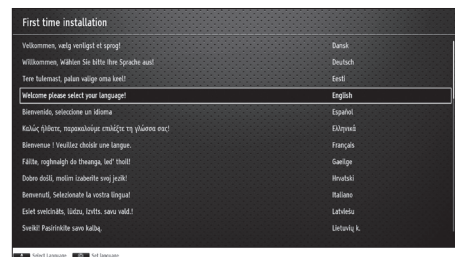 First time installation
Velkommen, vælg venligst et sprog! Dansk
Willkommen, Wählen Sie bitte Ihre Sprache aus! Deutsch
Tere tulemast, palun valige oma keel! Eesti
Welcome please select your language! English
Bienvenido, seleccione un idioma Español
Καλώς ήλθατε, παρακαλούμε επιλέξτε τη γλώσσα σας! Ελληνικά
Bienvenue ! Veuillez choisir une langue. Français
Fáilte, roghnaigh do theanga, led' thoil! Gaeilge
Dobro došli, molim izaberite svoj jezik! Hrvatski
Benvenuti, Selezionate la vostra lingua! Italiano
Esiet sveicināts, lūdzu, izvlts. savu vald.! Latviešu
Sveiki! Pasirinkite savo kalbą. Lietuvių k.
Select Language Set language